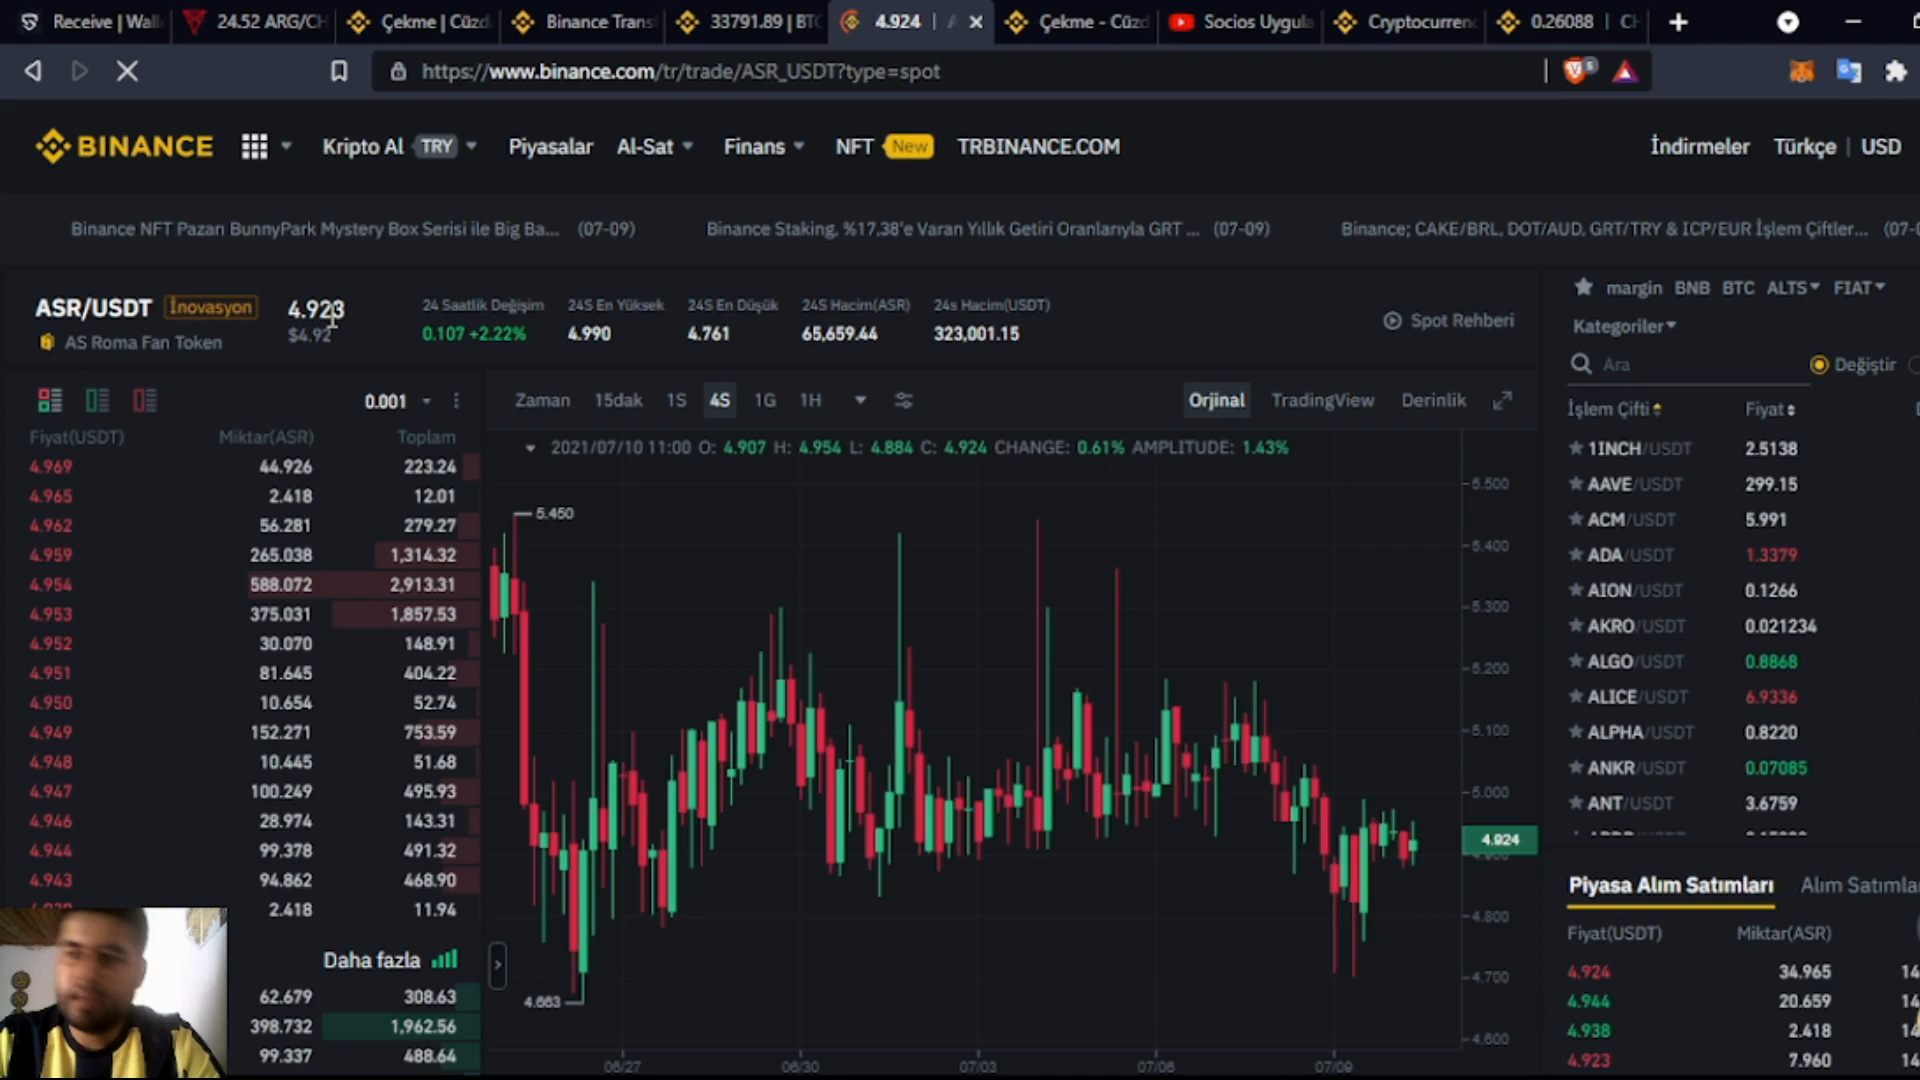 Receive | Wall
24.52 ARG/CH
Çekme | Cüzd
Binance Trans
33791.89 | BTC
4.924 | A
Çekme - Cüzd
Socios Uygula
Cryptocurrenc
0.26088 | CH
https://www.binance.com/tr/trade/ASR_USDT?type=spot
5
BINANCE
Kripto Al TRY
Piyasalar
Al-Sat
Finans
NFT New
TRBINANCE.COM
İndirmeler
Türkçe | USD
Binance NFT Pazarı BunnyPark Mystery Box Serisi ile Big Ba... (07-09)
Binance Staking, %17,38'e Varan Yıllık Getiri Oranlarıyla GRT ... (07-09)
Binance; CAKE/BRL, DOT/AUD, GRT/TRY & ICP/EUR İşlem Çiftler...
ASR/USDT İnovasyon
AS Roma Fan Token
4.923
$4.92
24 Saatlik Değişim
0.107 +2.22%
24S En Yüksek
4.990
24S En Düşük
4.761
24S Hacim(ASR)
65,659.44
24s Hacim(USDT)
323,001.15
Spot Rehberi
margin BNB BTC ALTS FIAT
Kategoriler
Ara
Değiştir
0.001
Fiyat(USDT) Miktar(ASR) Toplam
4.969 44.926 223.24
4.965 2.418 12.01
4.962 56.281 279.27
4.959 265.038 1,314.32
4.954 588.072 2,913.31
4.953 375.031 1,857.53
4.952 30.070 148.91
4.951 81.645 404.22
4.950 10.654 52.74
4.949 152.271 753.59
4.948 10.445 51.68
4.947 100.249 495.93
4.946 28.974 143.31
4.944 99.378 491.32
4.943 94.862 468.90
2.418 11.94
Daha fazla
62.679 308.63
398.732 1,962.56
99.337 488.64
Zaman 15dak 1S 4S 1G 1H
Orjinal TradingView Derinlik
2021/07/10 11:00 O: 4.907 H: 4.954 L: 4.884 C: 4.924 CHANGE: 0.61% AMPLITUDE: 1.43%
5.450
4.663
5.500
5.400
5.300
5.200
5.100
5.000
4.924
4.800
4.700
4.600
06/27 06/30 07/03 07/06 07/09
İşlem Çifti Fiyat
1INCH/USDT 2.5138
AAVE/USDT 299.15
ACM/USDT 5.991
ADA/USDT 1.3379
AION/USDT 0.1266
AKRO/USDT 0.021234
ALGO/USDT 0.8868
ALICE/USDT 6.9336
ALPHA/USDT 0.8220
ANKR/USDT 0.07085
ANT/USDT 3.6759
Piyasa Alım Satımları
Alım Satımla
Fiyat(USDT) Miktar(ASR)
4.924 34.965 14
4.944 20.659 14
4.938 2.418 14
4.923 7.960 14